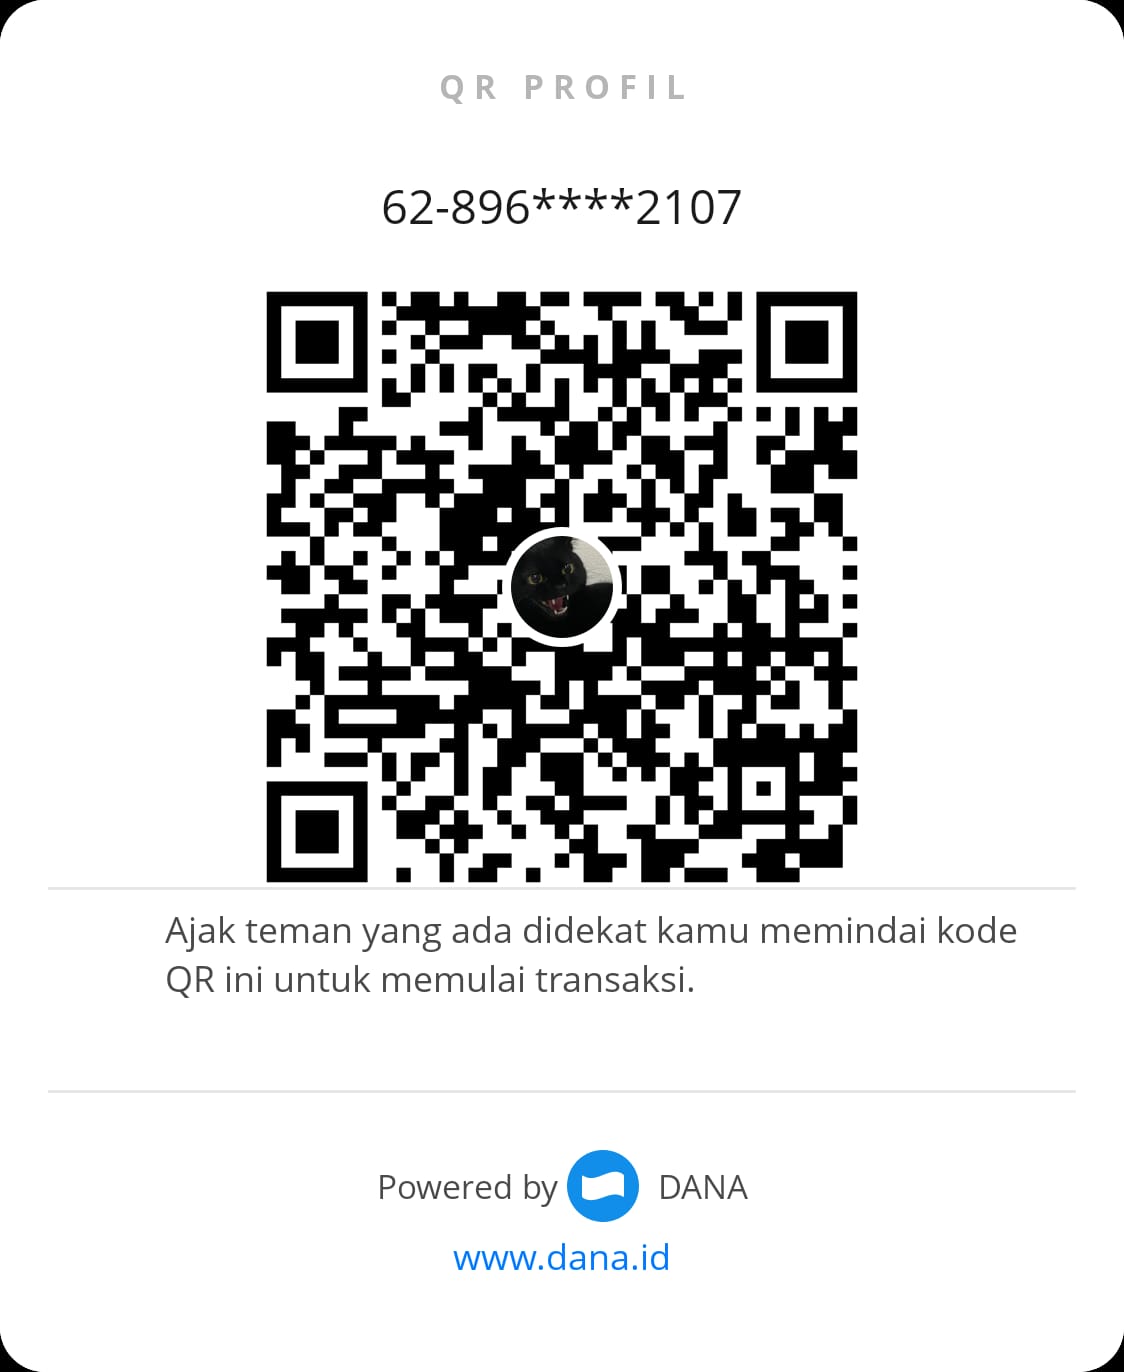 QR PROFIL
62-896****2107
Ajak teman yang ada didekat kamu memindai kode
QR ini untuk memulai transaksi.
Powered by DANA
www.dana.id